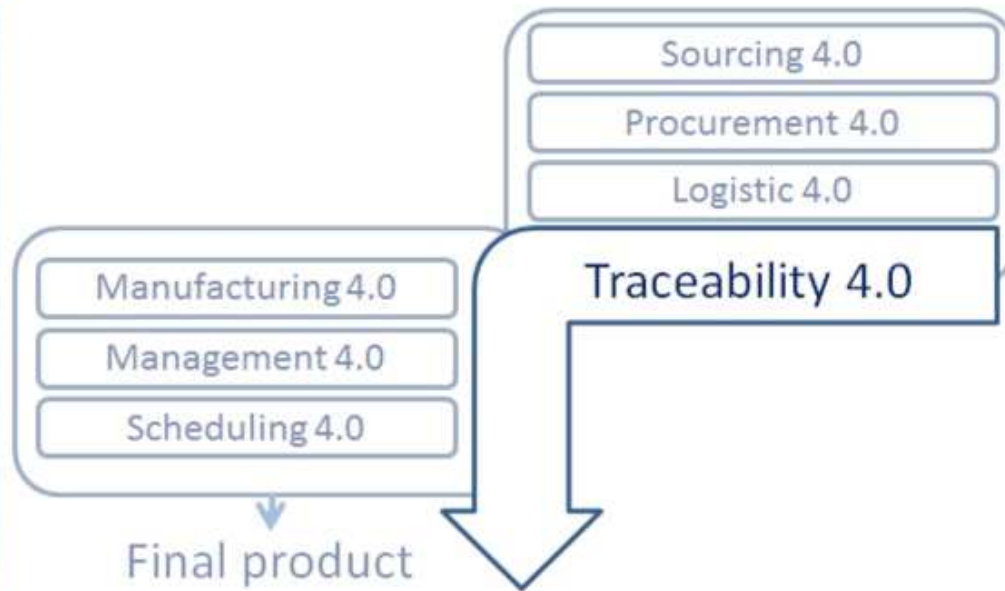 Sourcing 4.0
Procurement 4.0
Logistic 4.0
Traceability 4.0
Manufacturing 4.0
Management 4.0
Scheduling 4.0
Final product